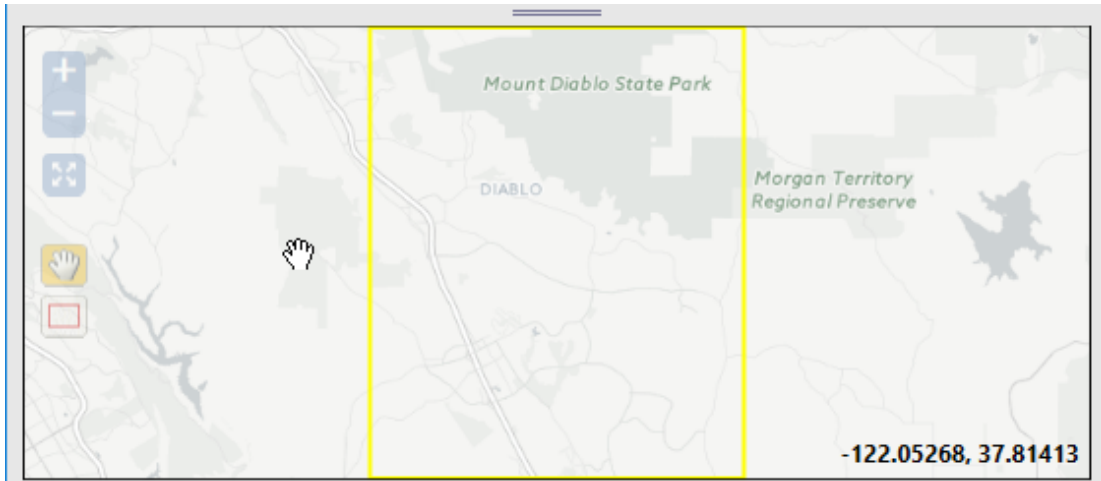 Mount Diablo State Park
DIABLO
Morgan Territory
Regional Preserve
-122.05268, 37.81413